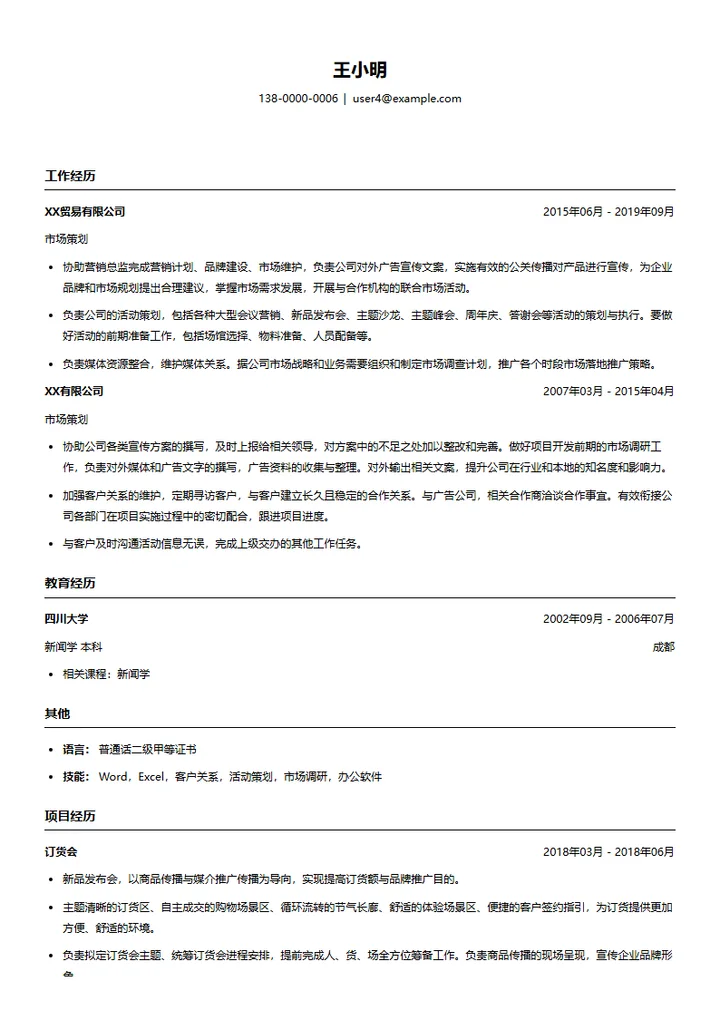 王小明
138-0000-0006 | user4@example.com
工作经历
XX贸易有限公司 2015年06月 - 2019年09月
市场策划
• 协助营销总监完成营销计划、品牌建设、市场维护，负责公司对外广告宣传文案，实施有效的公关传播对产品进行宣传，为企业
品牌和市场规划提出合理建议，掌握市场需求发展，开展与合作机构的联合市场活动。
• 负责公司的活动策划，包括各种大型会议营销、新品发布会、主题沙龙、主题峰会、周年庆、答谢会等活动的策划与执行。要做
好活动的前期准备工作，包括场馆选择、物料准备、人员配备等。
• 负责媒体资源整合，维护媒体关系。据公司市场战略和业务需要组织和制定市场调查计划，推广各个时段市场落地推广策略。
XX有限公司 2007年03月 - 2015年04月
市场策划
• 协助公司各类宣传方案的撰写，及时上报给相关领导，对方案中的不足之处加以整改和完善。做好项目开发前期的市场调研工
作，负责对外媒体和广告文字的撰写，广告资料的收集与整理。对外输出相关文案，提升公司在行业和本地的知名度和影响力。
• 加强客户关系的维护，定期寻访客户，与客户建立长久且稳定的合作关系。与广告公司，相关合作商洽谈合作事宜。有效衔接公
司各部门在项目实施过程中的密切配合，跟进项目进度。
• 与客户及时沟通活动信息无误，完成上级交办的其他工作任务。
教育经历
四川大学 2002年09月 - 2006年07月
新闻学 本科 成都
• 相关课程：新闻学
其他
• 语言： 普通话二级甲等证书
• 技能： Word，Excel，客户关系，活动策划，市场调研，办公软件
项目经历
订货会 2018年03月 - 2018年06月
• 新品发布会，以商品传播与媒介推广传播为导向，实现提高订货额与品牌推广目的。
• 主题清晰的订货区、自主成交的购物场景区、循环流转的节气长廊、舒适的体验场景区、便捷的客户签约指引，为订货提供更加
方便、舒适的环境。
• 负责拟定订货会主题、统筹订货会进程安排，提前完成人、货、场全方位筹备工作。负责商品传播的现场呈现，宣传企业品牌形